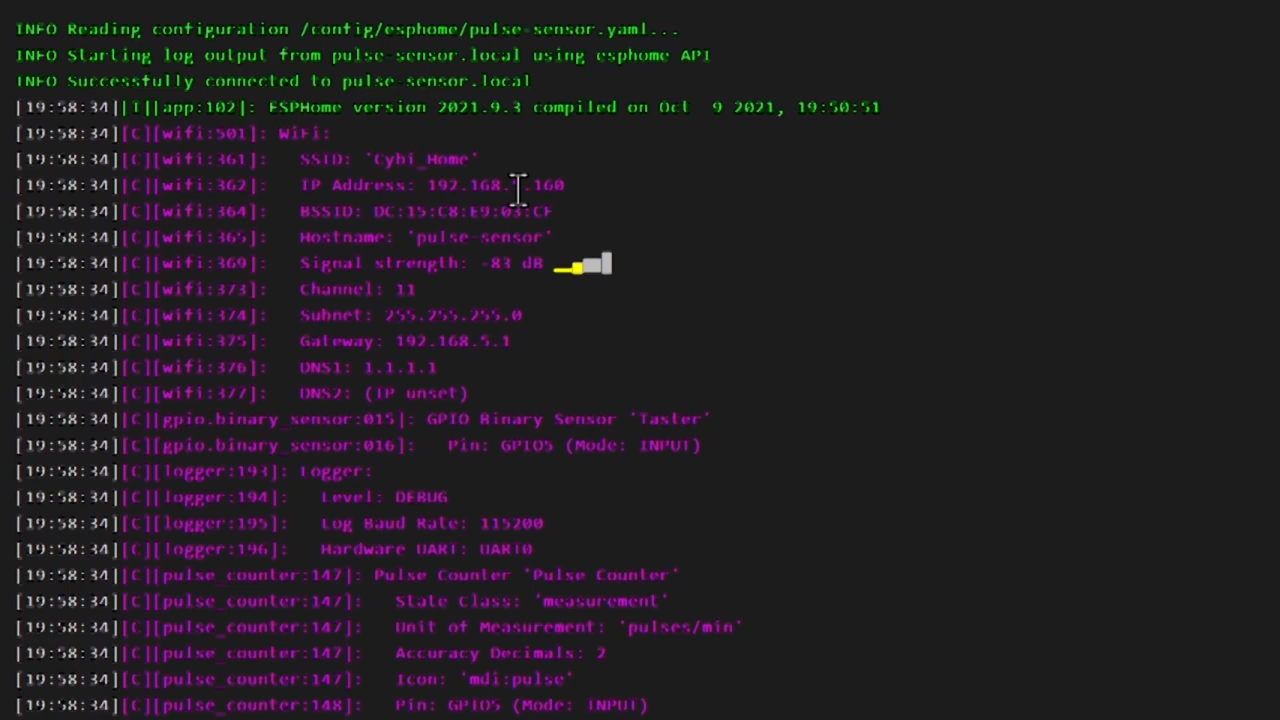 INFO Reading configuration /config/esphome/pulse-sensor.yaml...
INFO Starting log output from pulse-sensor.local using esphome API
INFO Successfully connected to pulse-sensor.local
[19:58:34][I][app:102]: ESPHome version 2021.9.3 compiled on Oct  9 2021, 19:50:51
[19:58:34][C][wifi:501]: WiFi:
[19:58:34][C][wifi:361]:   SSID: 'Cybi_Home'
[19:58:34][C][wifi:362]:   IP Address:
[19:58:34][C][wifi:364]:   BSSID: DC:15:C8:E9:03:CF
[19:58:34][C][wifi:365]:   Hostname: 'pulse-sensor'
[19:58:34][C][wifi:369]:   Signal strength: -83 dB
[19:58:34][C][wifi:373]:   Channel: 11
[19:58:34][C][wifi:374]:   Subnet: 255.255.255.0
[19:58:34][C][wifi:375]:   Gateway: 192.168.5.1
[19:58:34][C][wifi:376]:   DNS1: 1.1.1.1
[19:58:34][C][wifi:377]:   DNS2: (IP unset)
[19:58:34][C][gpio.binary_sensor:015]: GPIO Binary Sensor 'Taster'
[19:58:34][C][gpio.binary_sensor:016]:   Pin: GPIO5 (Mode: INPUT)
[19:58:34][C][logger:193]: Logger:
[19:58:34][C][logger:194]:   Level: DEBUG
[19:58:34][C][logger:195]:   Log Baud Rate: 115200
[19:58:34][C][logger:196]:   Hardware UART: UART0
[19:58:34][C][pulse_counter:147]: Pulse Counter 'Pulse Counter'
[19:58:34][C][pulse_counter:147]:   State Class: 'measurement'
[19:58:34][C][pulse_counter:147]:   Unit of Measurement: 'pulses/min'
[19:58:34][C][pulse_counter:147]:   Accuracy Decimals: 2
[19:58:34][C][pulse_counter:147]:   Icon: 'mdi:pulse'
[19:58:34][C][pulse_counter:148]:   Pin: GPIO5 (Mode: INPUT)